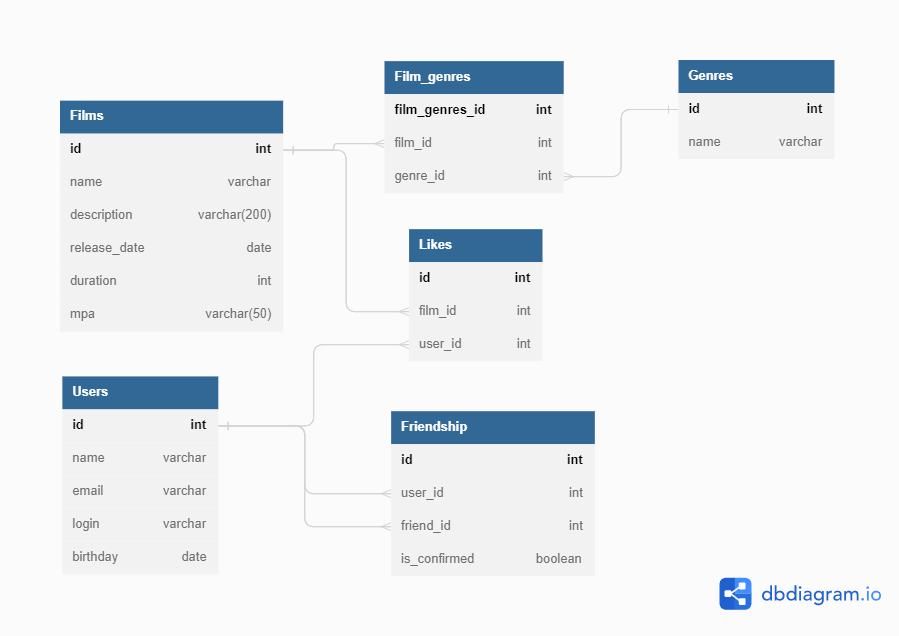 Films
id int
name varchar
description varchar(200)
release_date date
duration int
mpa varchar(50)
Film_genres
film_genres_id int
film_id int
genre_id int
Genres
id int
name varchar
Likes
id int
film_id int
user_id int
Users
id int
name varchar
email varchar
login varchar
birthday date
Friendship
id int
user_id int
friend_id int
is_confirmed boolean
dbdiagram.io